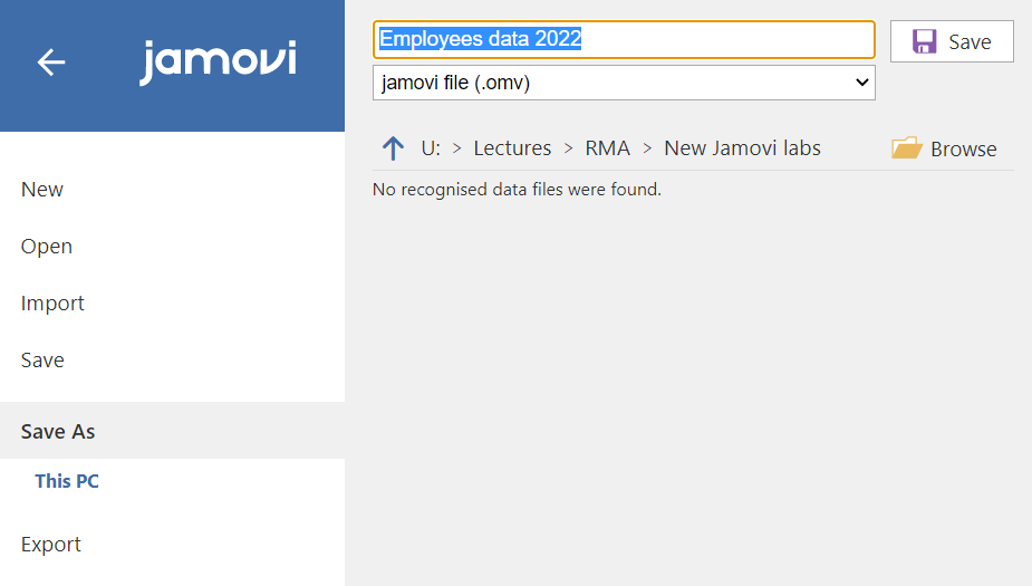 jamovi
New
Open
Import
Save
Save As
This PC
Export
Employees data 2022
Save
jamovi file (.omv)
U: > Lectures > RMA > New Jamovi labs
Browse
No recognised data files were found.